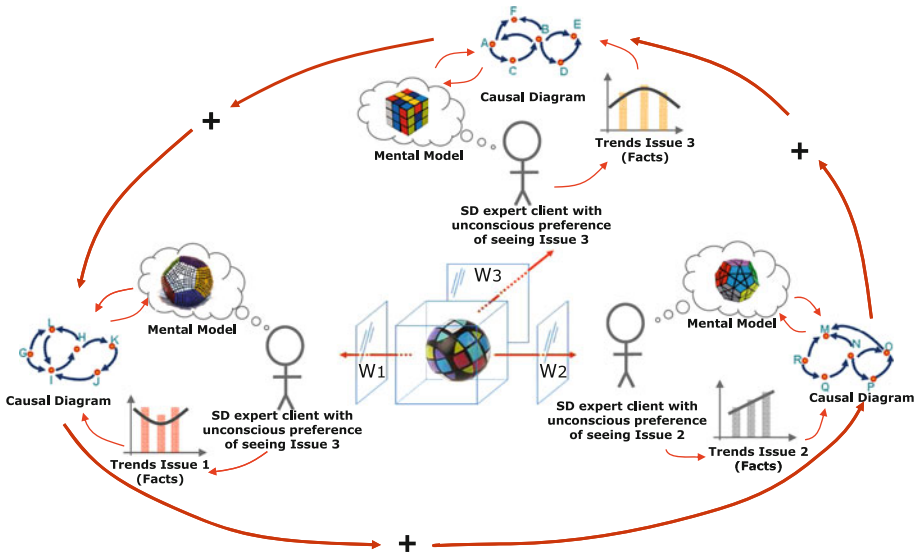 F
B
E
A
C
D
Causal Diagram
Mental Model
Trends Issue 3
(Facts)
+
+
SD expert client with
unconscious preference
of seeing Issue 3
W3
W1
W2
Mental Model
L
H
K
G
I
J
Causal Diagram
SD expert client with
unconscious preference
of seeing Issue 3
Trends Issue 1
(Facts)
Mental Model
M
N
O
R
Q
P
Causal Diagram
SD expert client with
unconscious preference
of seeing Issue 2
Trends Issue 2
(Facts)
+